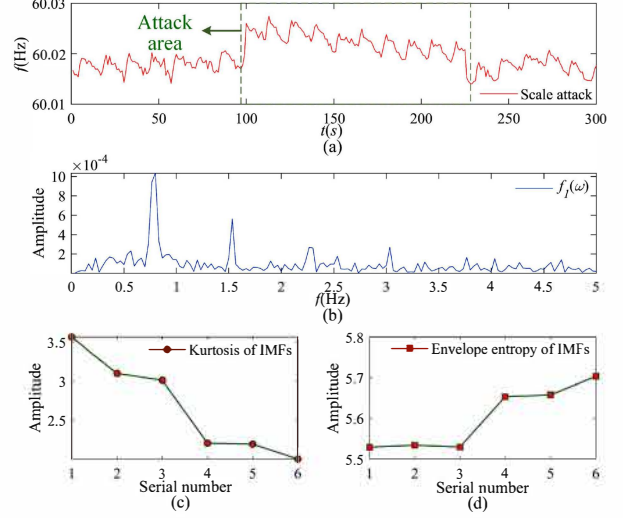 60.03
60.02
60.01
f(Hz)
Attack
area
Scale attack
0 50 100 150 200 250 300
t(s)
(a)
×10⁻⁴
10
8
6
4
2
Amplitude
f₁(ω)
0 0.5 1 1.5 2 2.5 3 3.5 4 4.5 5
f(Hz)
(b)
3.5
3
2.5
Amplitude
Kurtosis of IMFs
1 2 3 4 5 6
Serial number
(c)
5.8
5.7
5.6
5.5
Amplitude
Envelope entropy of IMFs
1 2 3 4 5 6
Serial number
(d)